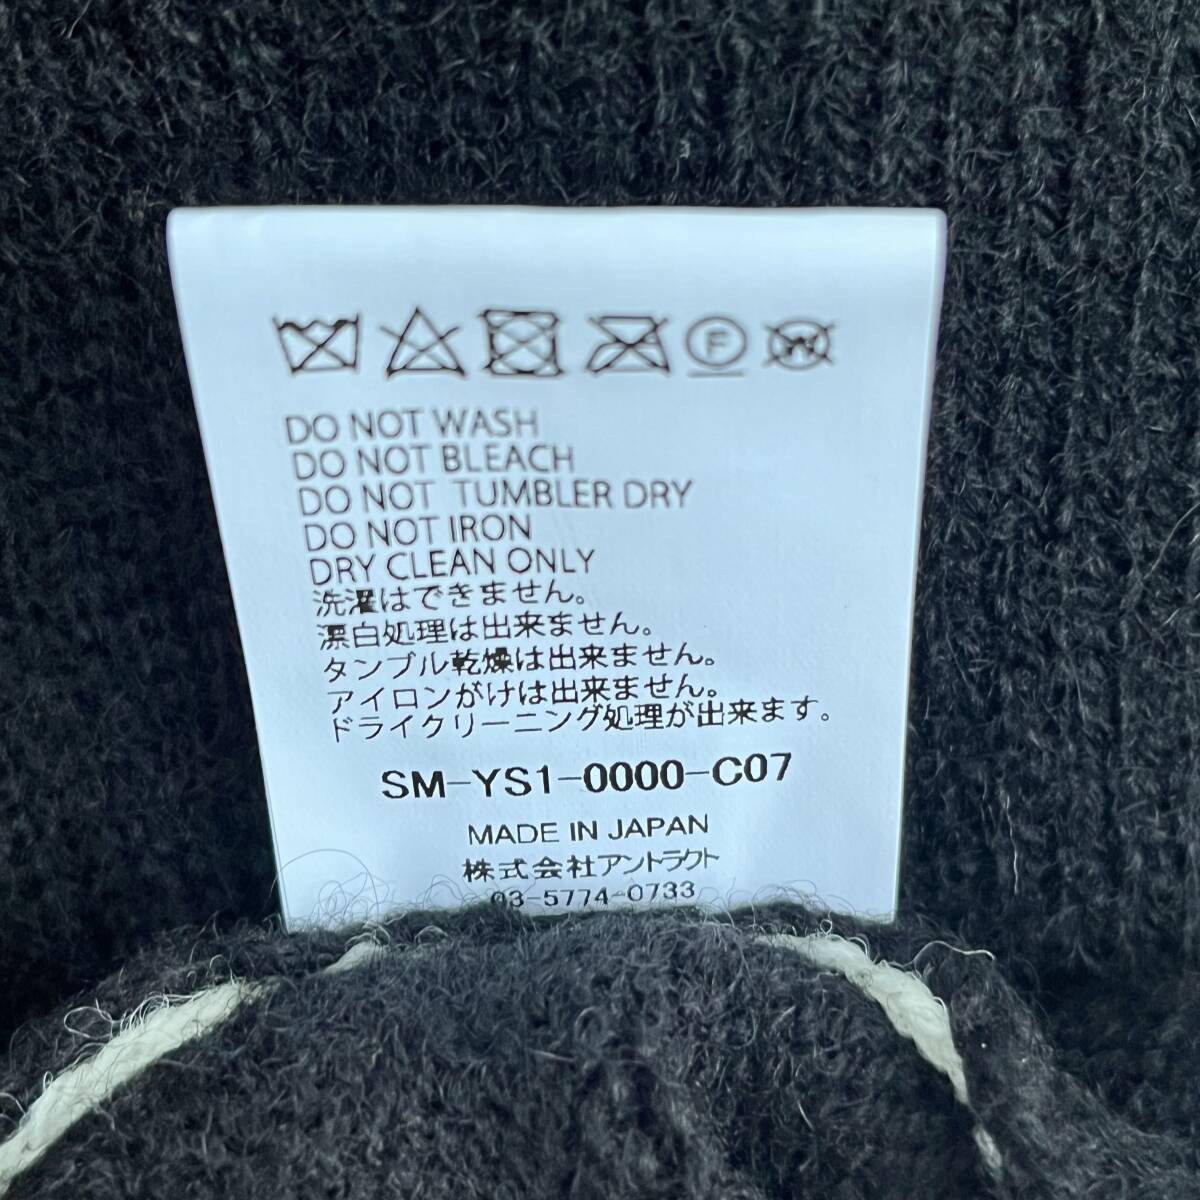 F W
DO NOT WASH
DO NOT BLEACH
DO NOT TUMBLER DRY
DO NOT IRON
DRY CLEAN ONLY
洗濯はできません。
漂白処理は出来ません。
タンブル乾燥は出来ません。
アイロンがけは出来ません。
ドライクリーニング処理が出来ます。
SM-YS1-0000-C07
MADE IN JAPAN
株式会社アントラクト
03-5774-0733